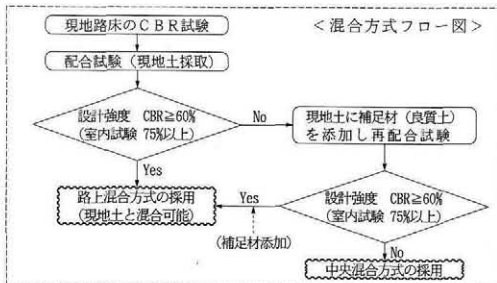 ＜混合方式フロー図＞
現地路床のＣＢＲ試験
配合試験（現地土採取）
設計強度 CBR≧60%
（室内試験 75%以上）
No
現地土に補足材（良質土）
を添加し再配合試験
Yes
路上混合方式の採用
（現地土と混合可能）
Yes
（補足材添加）
設計強度 CBR≧60%
（室内試験 75%以上）
No
中央混合方式の採用